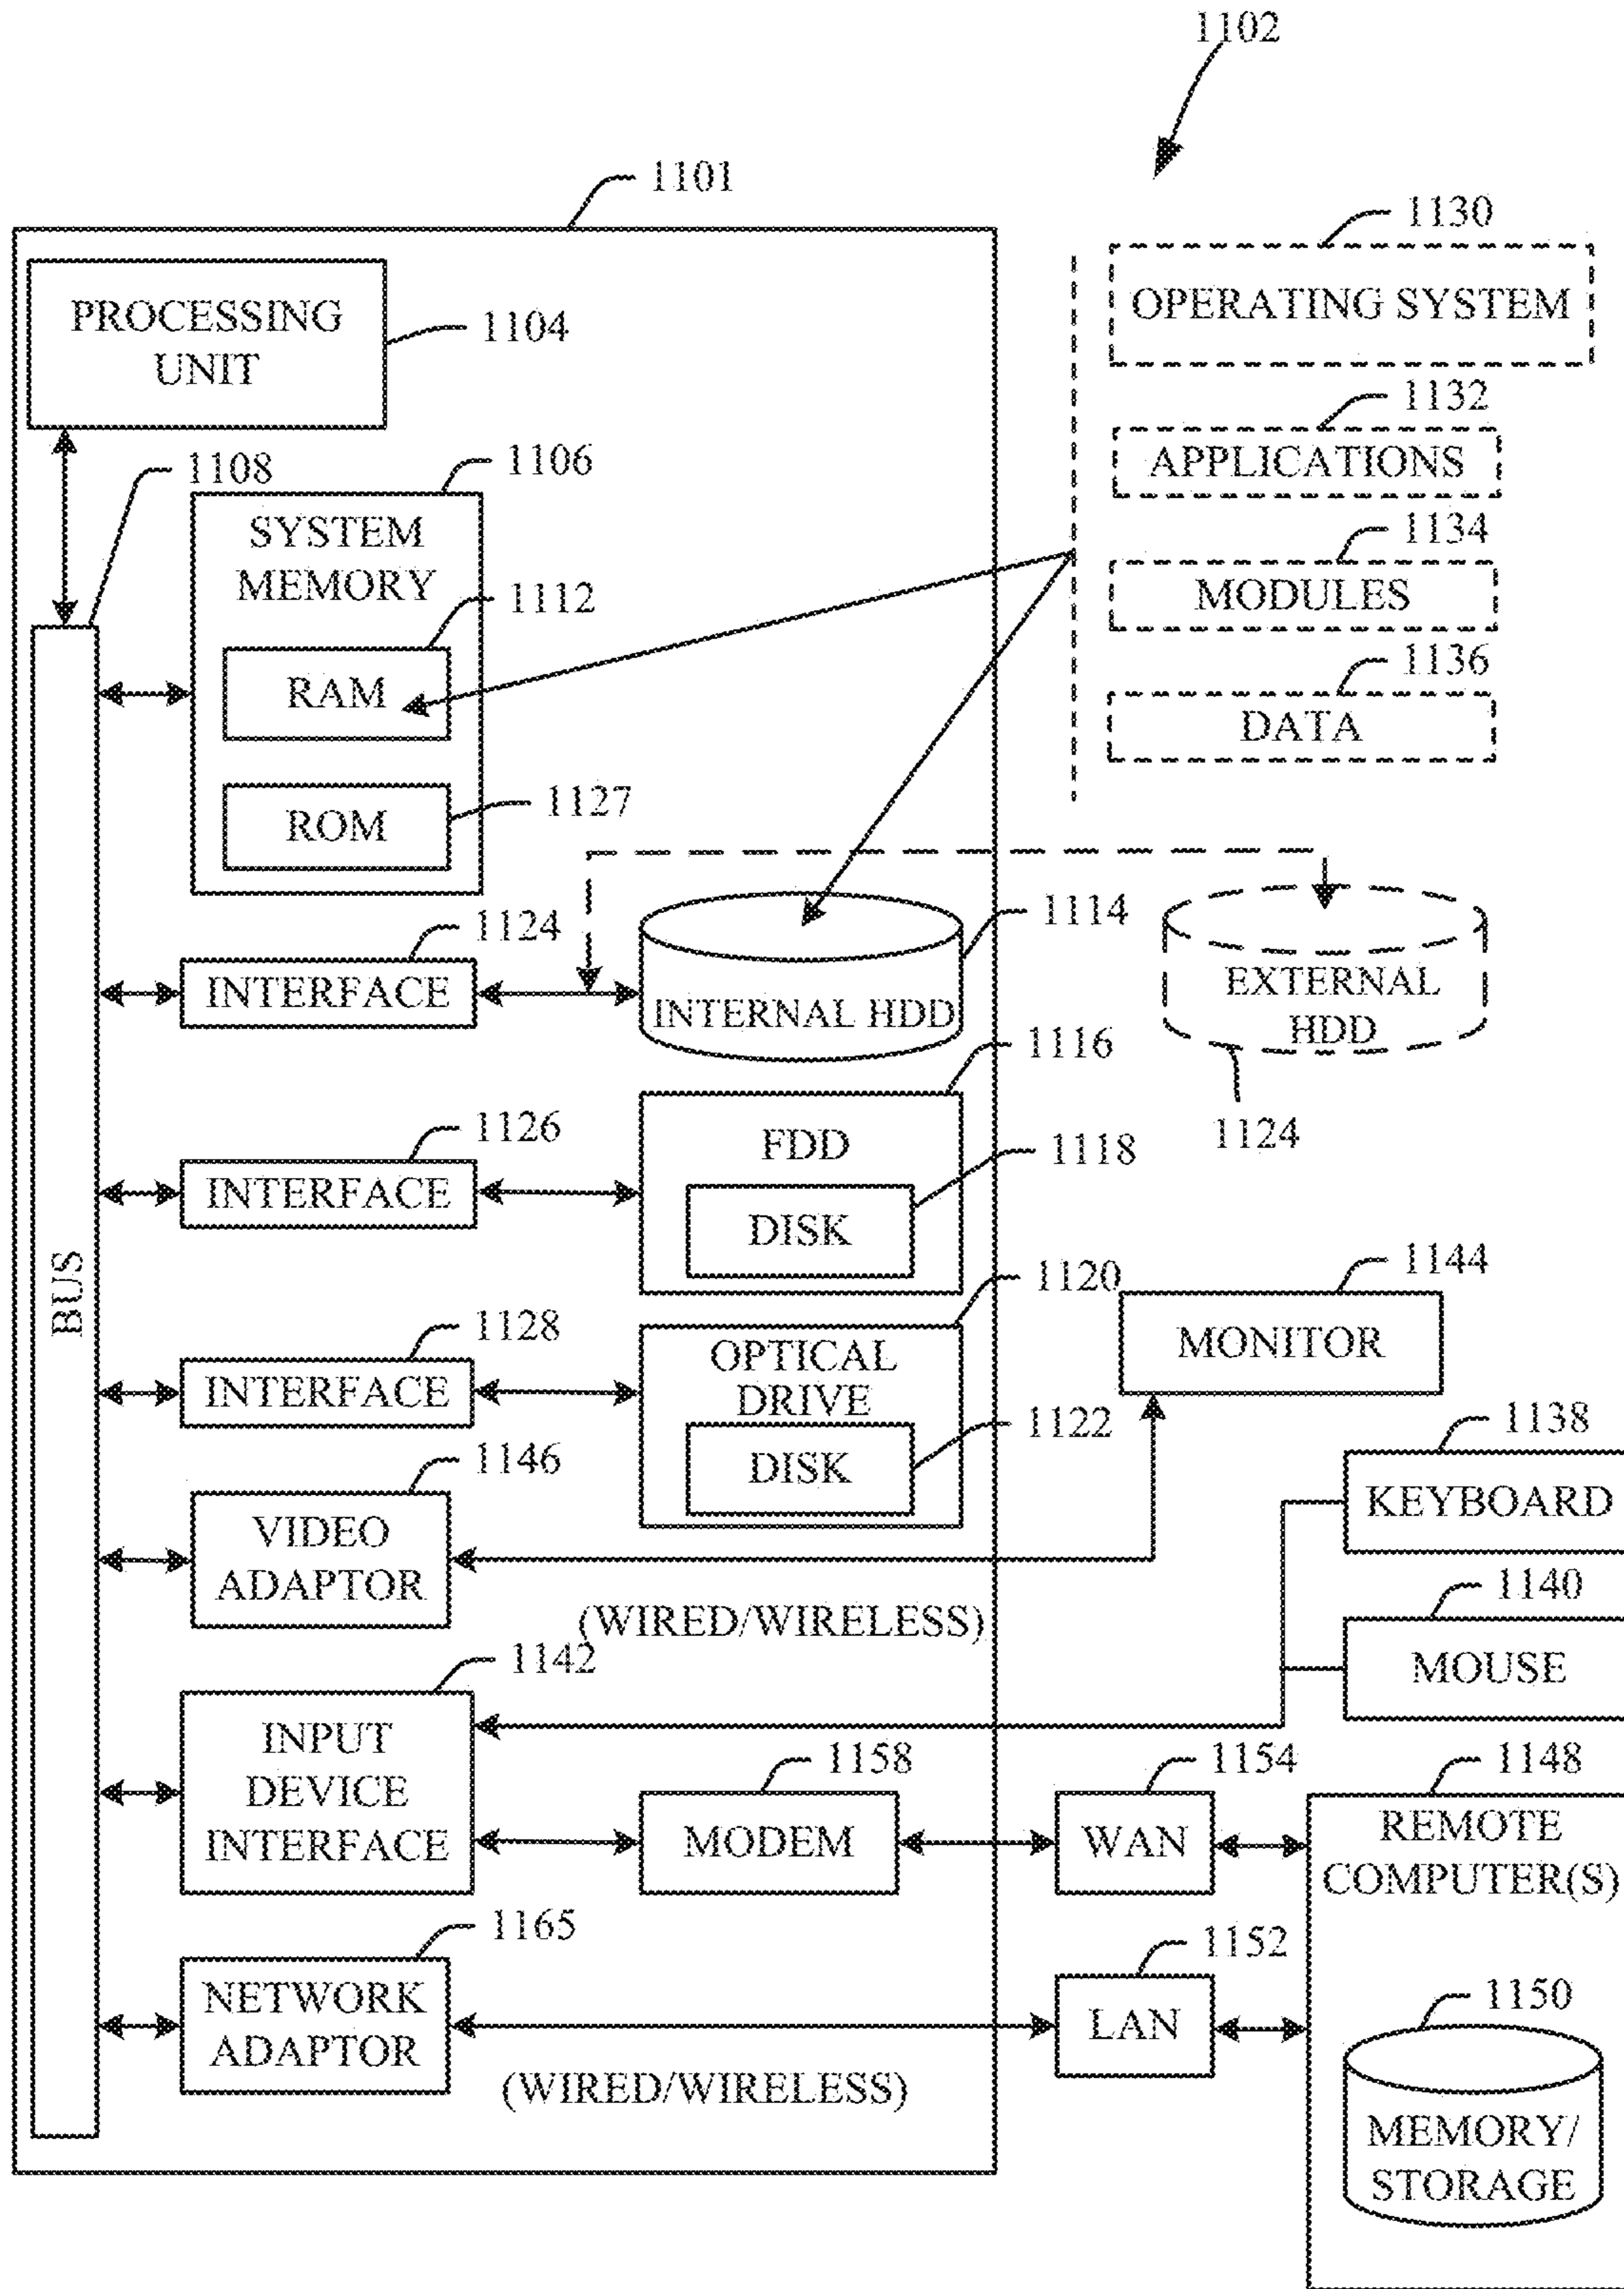 1102
1101
1130
OPERATING SYSTEM
PROCESSING
UNIT
1104
1132
APPLICATIONS
1108
1106
SYSTEM
MEMORY
1134
MODULES
1112
RAM
1136
DATA
1127
ROM
1124
INTERFACE
1114
INTERNAL HDD
EXTERNAL
HDD
1124
1116
FDD
1126
INTERFACE
1118
DISK
BUS
1120
OPTICAL
DRIVE
1144
MONITOR
1128
INTERFACE
1122
DISK
1138
KEYBOARD
1146
VIDEO
ADAPTOR
(WIRED/WIRELESS)
1140
MOUSE
1142
INPUT
DEVICE
INTERFACE
1158
MODEM
1154
WAN
1148
REMOTE
COMPUTER(S)
1165
NETWORK
ADAPTOR
(WIRED/WIRELESS)
1152
LAN
1150
MEMORY/
STORAGE